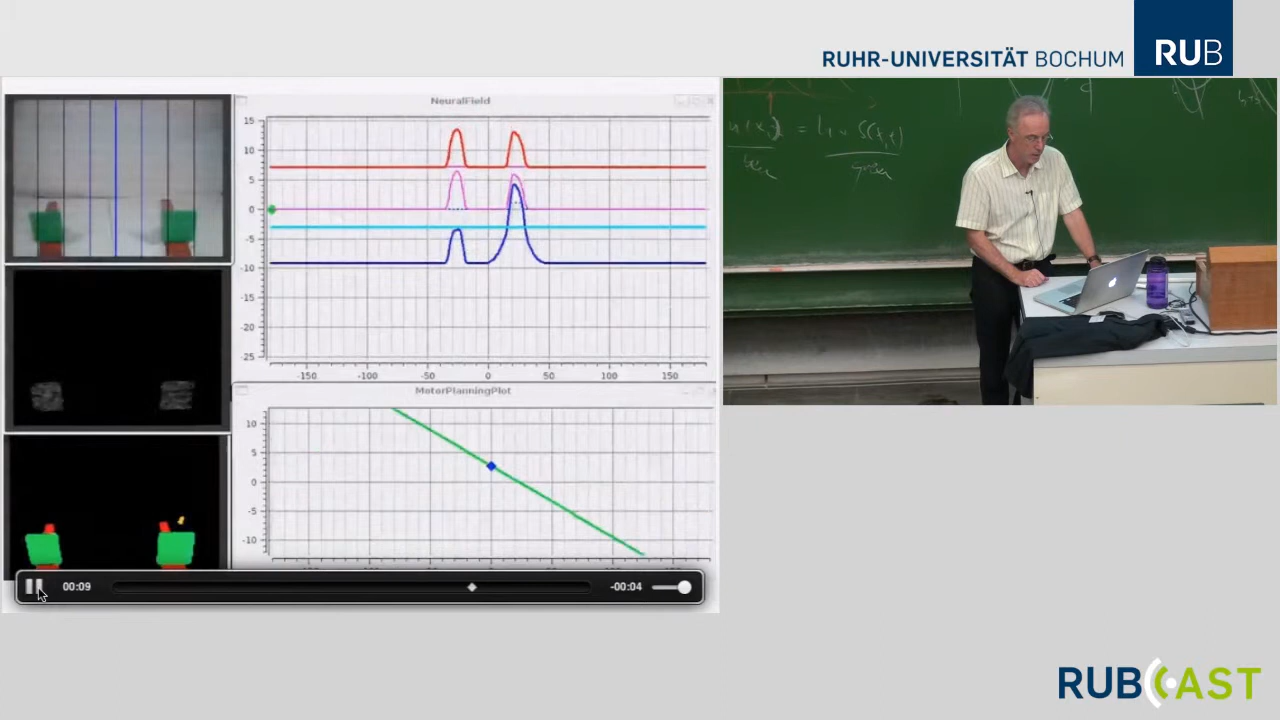 RUHR-UNIVERSITÄT BOCHUM
RUB
NeuralField
15
10
5
0
-5
-10
-15
-20
-25
-150 -100 -50 0 50 100 150
MotorPlanningPlot
10
5
0
-5
-10
00:09
-00:04
RUBCAST